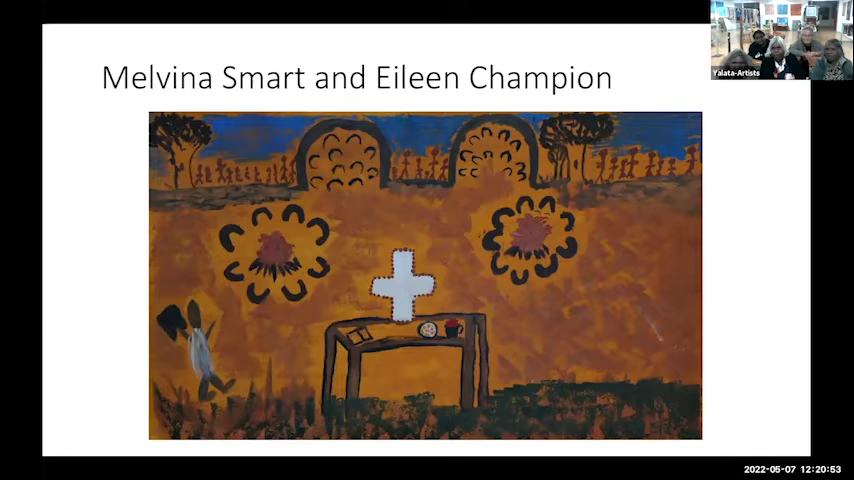 Melvina Smart and Eileen Champion
Yalata-Artists
2022-05-07 12:20:53